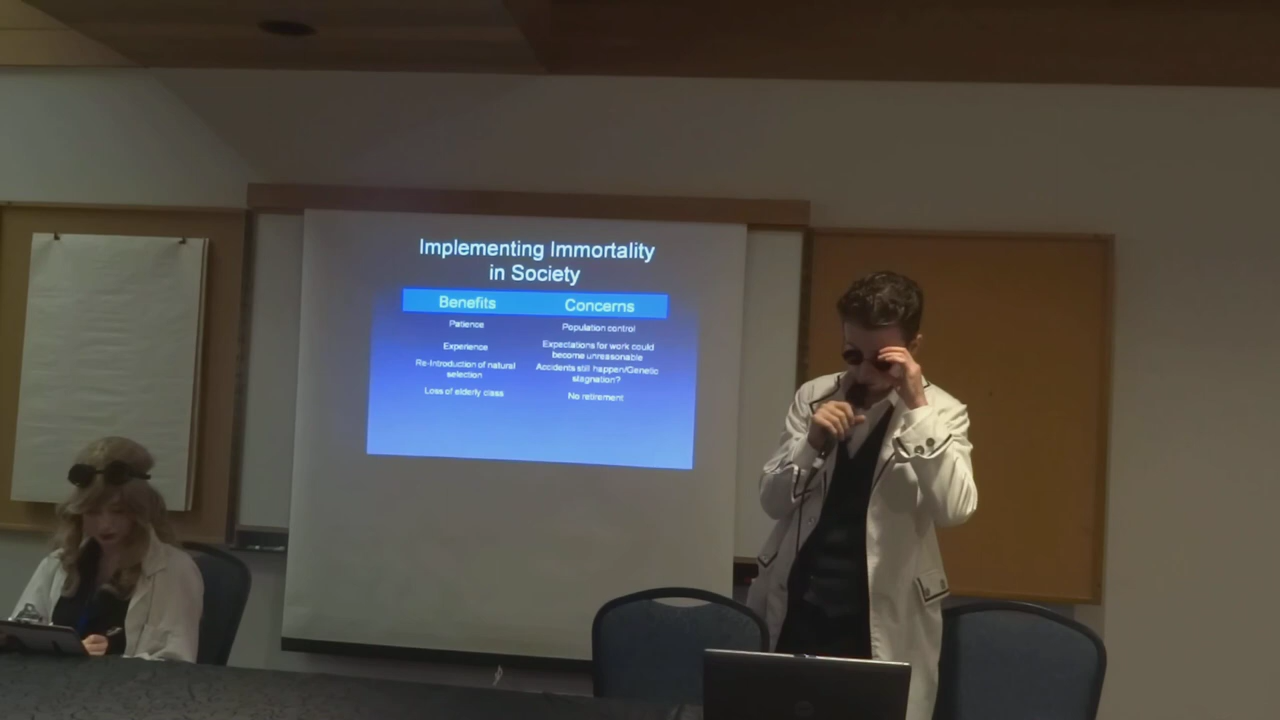 Implementing Immortality
in Society
Benefits Concerns
Patience Population control
Experience Expectations for work could
become unreasonable
Re-Introduction of natural
selection
Accidents still happen/Genetic
stagnation?
Loss of elderly class No retirement